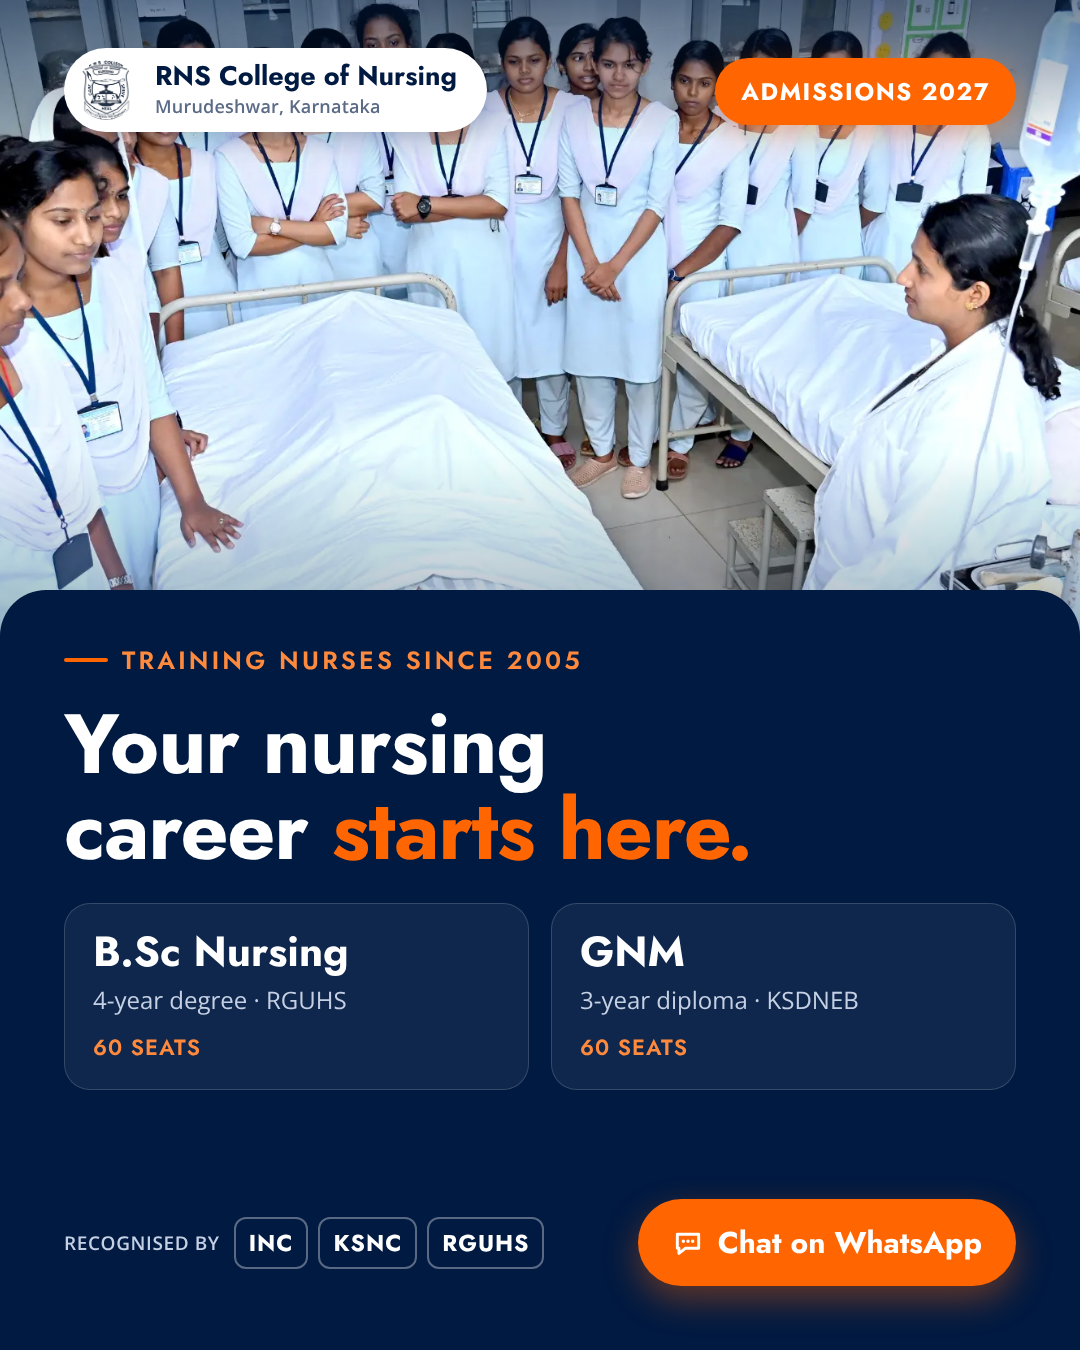 RNS College of Nursing
Murudeshwar, Karnataka
ADMISSIONS 2027
TRAINING NURSES SINCE 2005
Your nursing
career starts here.
B.Sc Nursing
4-year degree · RGUHS
60 SEATS
GNM
3-year diploma · KSDNEB
60 SEATS
RECOGNISED BY INC KSNC RGUHS
Chat on WhatsApp